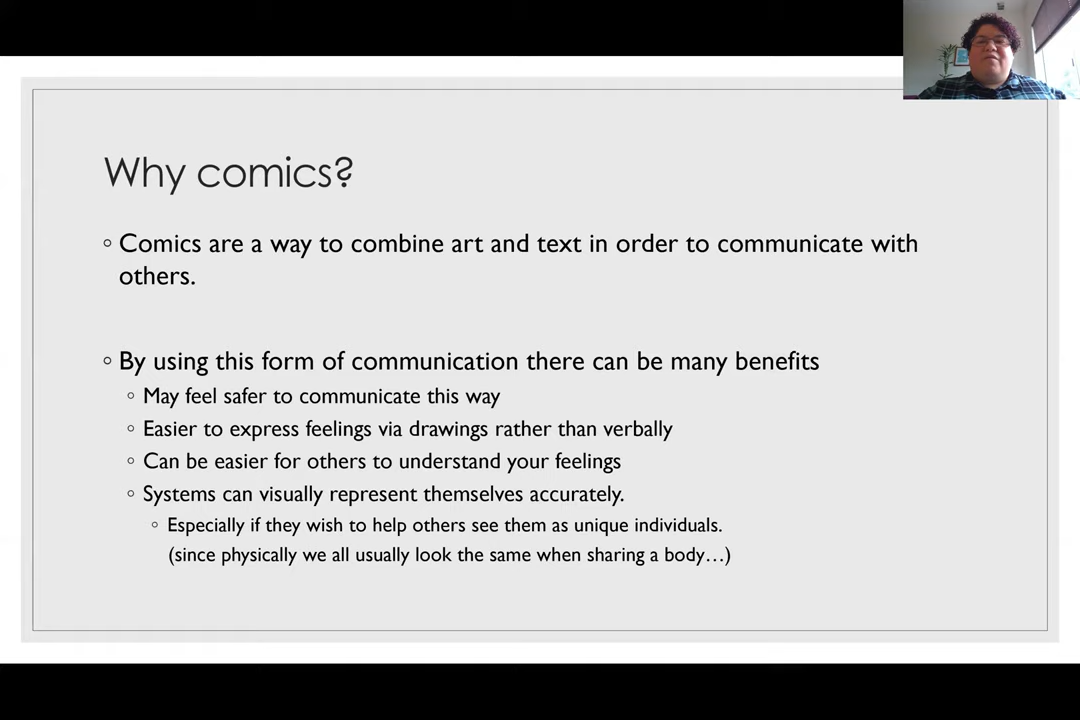 Why comics?
Comics are a way to combine art and text in order to communicate with
others.
By using this form of communication there can be many benefits
May feel safer to communicate this way
Easier to express feelings via drawings rather than verbally
Can be easier for others to understand your feelings
Systems can visually represent themselves accurately.
Especially if they wish to help others see them as unique individuals.
(since physically we all usually look the same when sharing a body…)